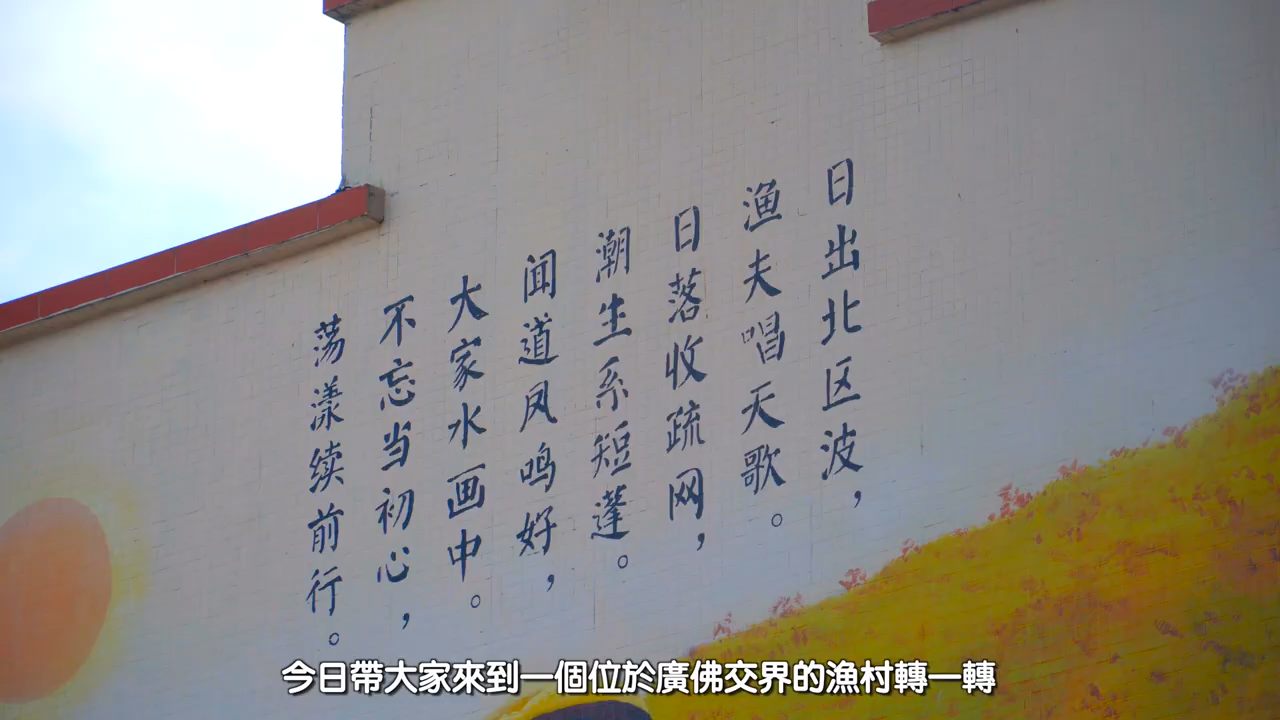 日出北区波，
渔夫唱天歌。
日落收疏网，
潮生系短蓬。
闻道凤鸣好，
大家水画中。
不忘当初心，
荡漾续前行。
今日帶大家來到一個位於廣佛交界的漁村轉一轉